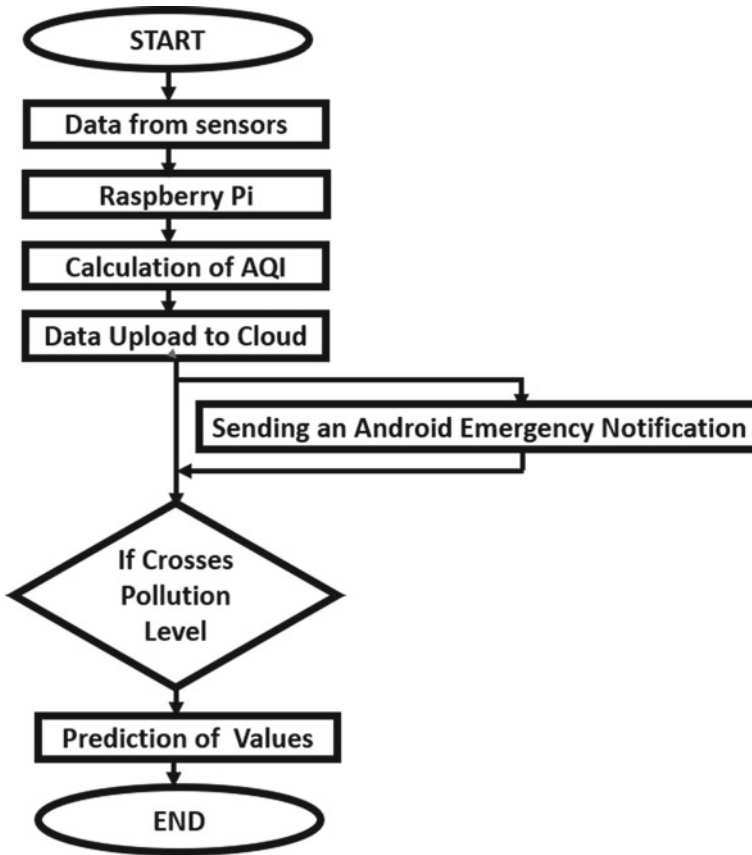 START
Data from sensors
Raspberry Pi
Calculation of AQI
Data Upload to Cloud
Sending an Android Emergency Notification
If Crosses
Pollution
Level
Prediction of Values
END